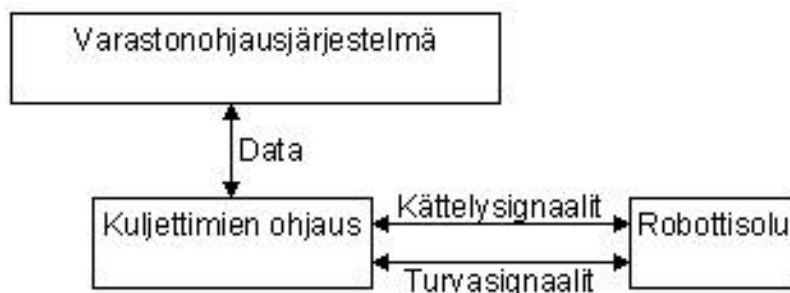 Varastonohjausjärjestelmä
Data
Kuljettimien ohjaus
Kättelysignaalit
Robottisolu
Turvasignaalit